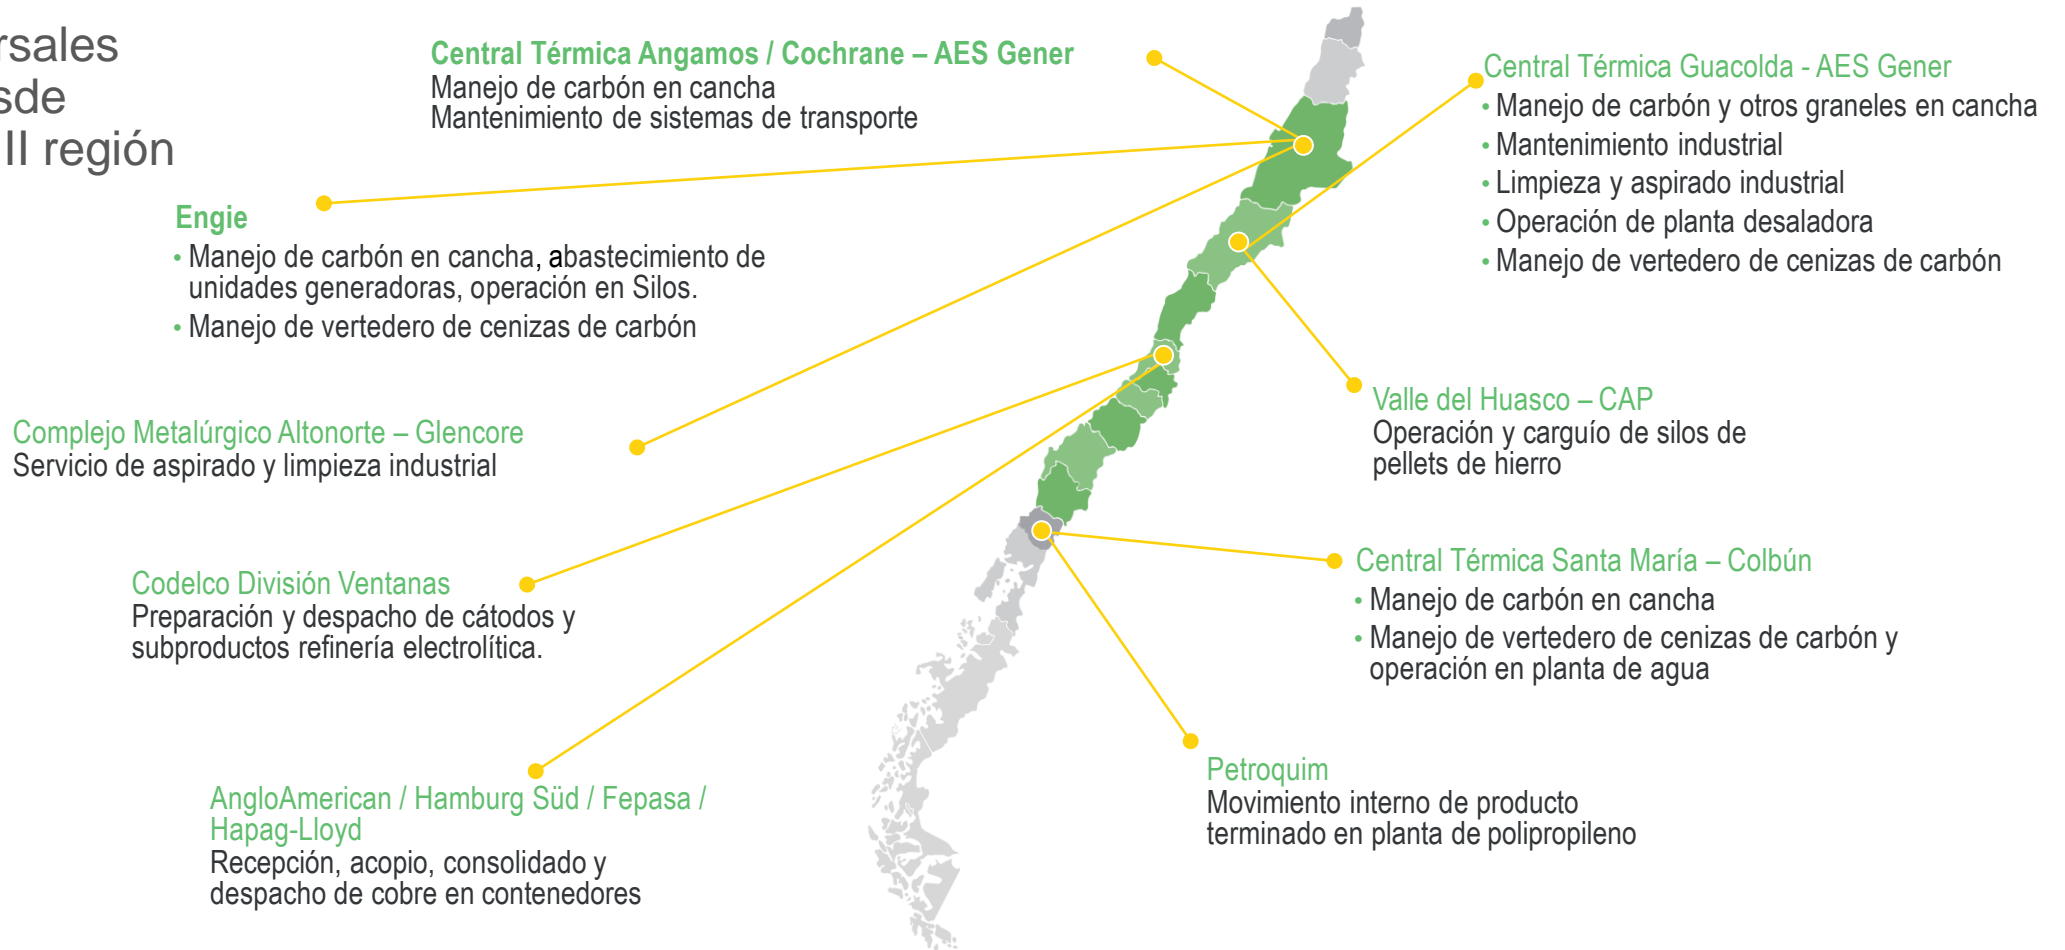 rsales
sde
II región
Central Térmica Angamos / Cochrane – AES Gener
Manejo de carbón en cancha
Mantenimiento de sistemas de transporte
Engie
• Manejo de carbón en cancha, abastecimiento de
unidades generadoras, operación en Silos.
• Manejo de vertedero de cenizas de carbón
Complejo Metalúrgico Altonorte – Glencore
Servicio de aspirado y limpieza industrial
Codelco División Ventanas
Preparación y despacho de cátodos y
subproductos refinería electrolítica.
AngloAmerican / Hamburg Süd / Fepasa /
Hapag-Lloyd
Recepción, acopio, consolidado y
despacho de cobre en contenedores
Central Térmica Guacolda - AES Gener
• Manejo de carbón y otros graneles en cancha
• Mantenimiento industrial
• Limpieza y aspirado industrial
• Operación de planta desaladora
• Manejo de vertedero de cenizas de carbón
Valle del Huasco – CAP
Operación y carguío de silos de
pellets de hierro
Central Térmica Santa María – Colbún
• Manejo de carbón en cancha
• Manejo de vertedero de cenizas de carbón y
operación en planta de agua
Petroquim
Movimiento interno de producto
terminado en planta de polipropileno